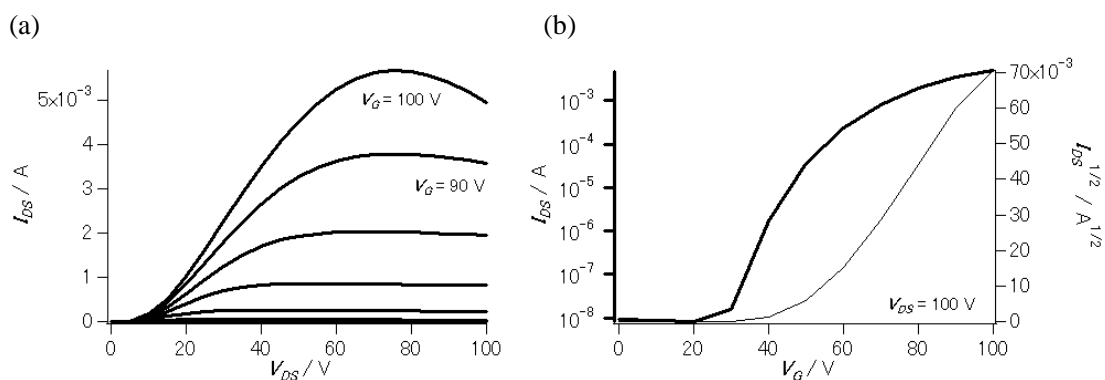 (a)
5×10⁻³
4
3
2
1
0
I_DS / A
V_G = 100 V
V_G = 90 V
0 20 40 60 80 100
V_DS / V
(b)
10⁻³
10⁻⁴
10⁻⁵
10⁻⁶
10⁻⁷
10⁻⁸
I_DS / A
70×10⁻³
60
50
40
30
20
10
0
I_DS^1/2 / A^1/2
V_DS = 100 V
0 20 40 60 80 100
V_G / V